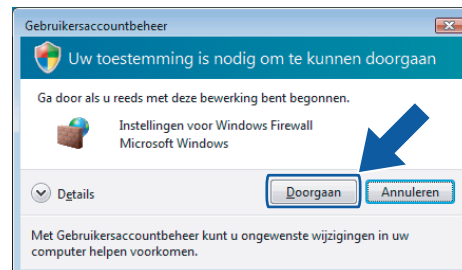 Gebruikersaccountbeheer
Uw toestemming is nodig om te kunnen doorgaan
Ga door als u reeds met deze bewerking bent begonnen.
Instellingen voor Windows Firewall
Microsoft Windows
Details
Doorgaan
Annuleren
Met Gebruikersaccountbeheer kunt u ongewenste wijzigingen in uw
computer helpen voorkomen.